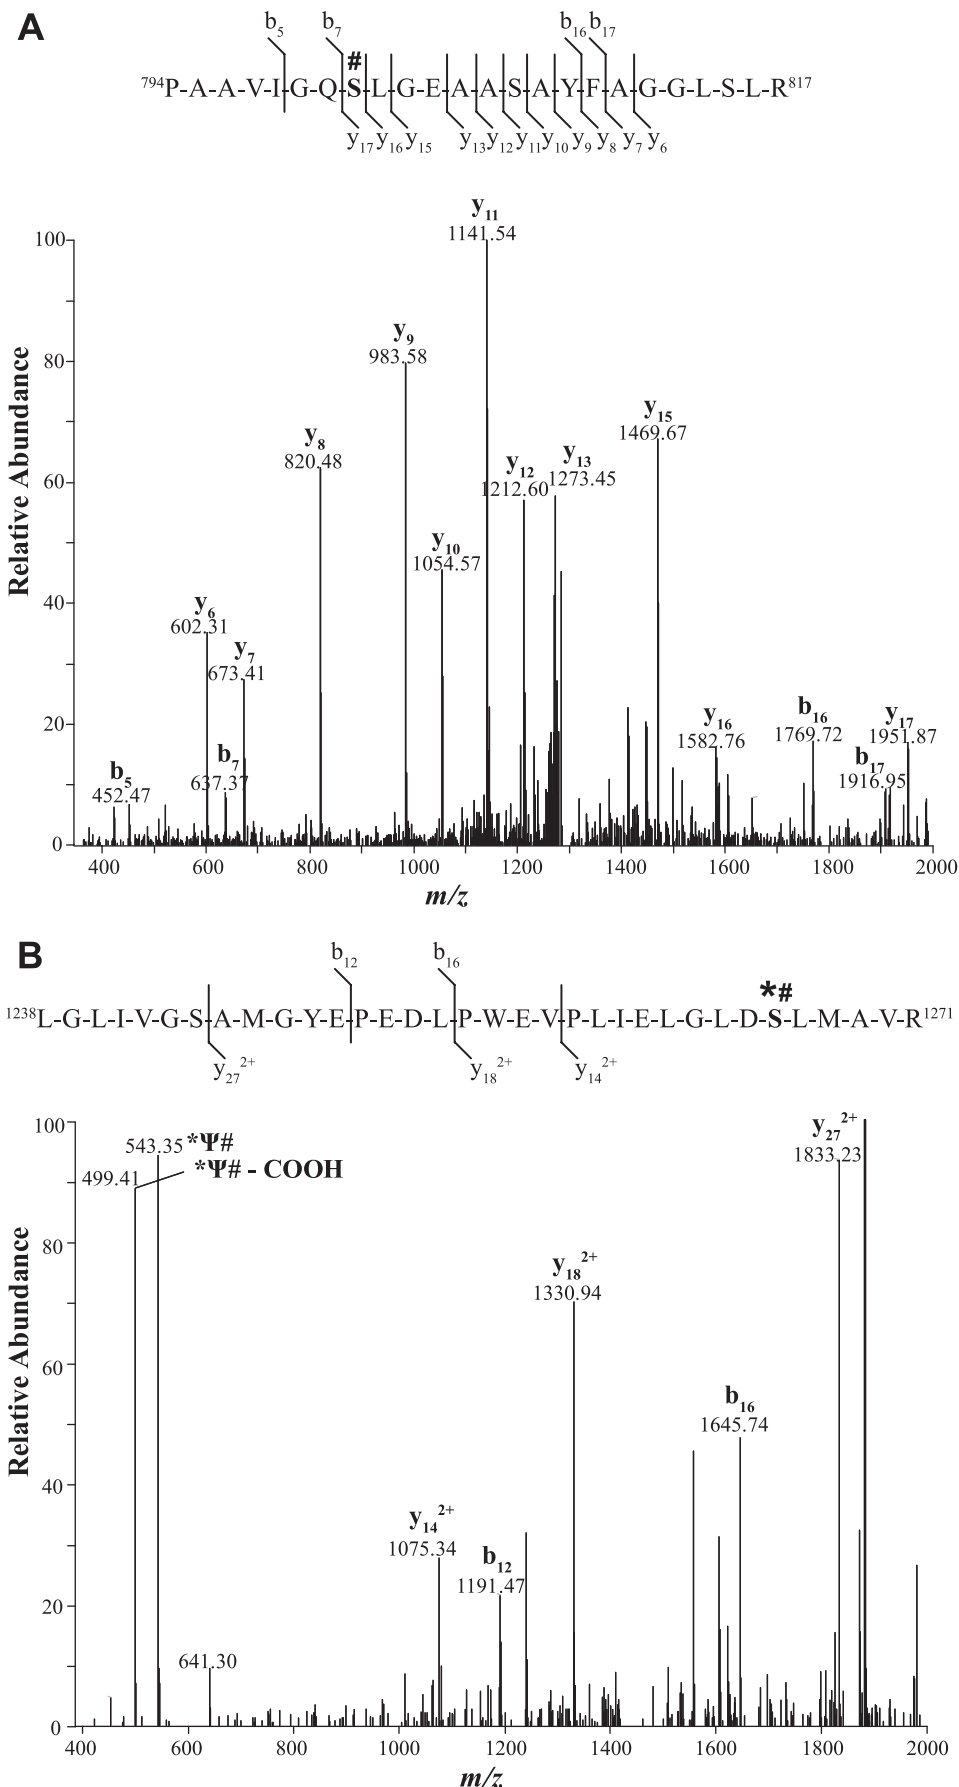 A
b5 b7 b16 b17
#
794P-A-A-V-I-G-Q-S-L-G-E-A-A-S-A-Y-F-A-G-G-L-S-L-R817
y17 y16 y15 y13 y12 y11 y10 y9 y8 y7 y6
y11
1141.54
y9
983.58
y8
820.48
y15
1469.67
y12
1212.60
y13
1273.45
y10
1054.57
y6
602.31
y7
673.41
b5
452.47
b7
637.37
y16
1582.76
b16
1769.72
b17
1916.95
y17
1951.87
Relative Abundance
100
80
60
40
20
0
400 600 800 1000 1200 1400 1600 1800 2000
m/z
B
b12 b16
*#
1238L-G-L-I-V-G-S-A-M-G-Y-E-P-E-D-L-P-W-E-V-P-L-I-E-L-G-L-D-S-L-M-A-V-R1271
y27 2+ y18 2+ y14 2+
543.35 *Ψ#
*Ψ# - COOH
499.41
y27 2+
1833.23
y18 2+
1330.94
b16
1645.74
y14 2+
1075.34
b12
1191.47
641.30
Relative Abundance
100
80
60
40
20
0
400 600 800 1000 1200 1400 1600 1800 2000
m/z